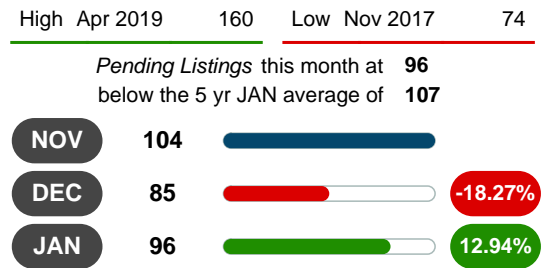 High Apr 2019 160 Low Nov 2017 74
Pending Listings this month at 96
below the 5 yr JAN average of 107
NOV 104
DEC 85 -18.27%
JAN 96 12.94%